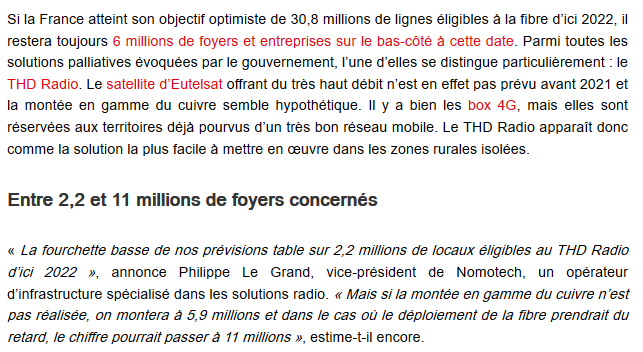 Si la France atteint son objectif optimiste de 30,8 millions de lignes éligibles à la fibre d’ici 2022, il
restera toujours 6 millions de foyers et entreprises sur le bas-côté à cette date. Parmi toutes les
solutions palliatives évoquées par le gouvernement, l’une d’elles se distingue particulièrement : le
THD Radio. Le satellite d’Eutelsat offrant du très haut débit n’est en effet pas prévu avant 2021 et
la montée en gamme du cuivre semble hypothétique. Il y a bien les box 4G, mais elles sont
réservées aux territoires déjà pourvus d’un très bon réseau mobile. Le THD Radio apparaît donc
comme la solution la plus facile à mettre en œuvre dans les zones rurales isolées.
Entre 2,2 et 11 millions de foyers concernés
« La fourchette basse de nos prévisions table sur 2,2 millions de locaux éligibles au THD Radio
d’ici 2022 », annonce Philippe Le Grand, vice-président de Nomotech, un opérateur
d’infrastructure spécialisé dans les solutions radio. « Mais si la montée en gamme du cuivre n’est
pas réalisée, on montera à 5,9 millions et dans le cas où le déploiement de la fibre prendrait du
retard, le chiffre pourrait passer à 11 millions », estime-t-il encore.